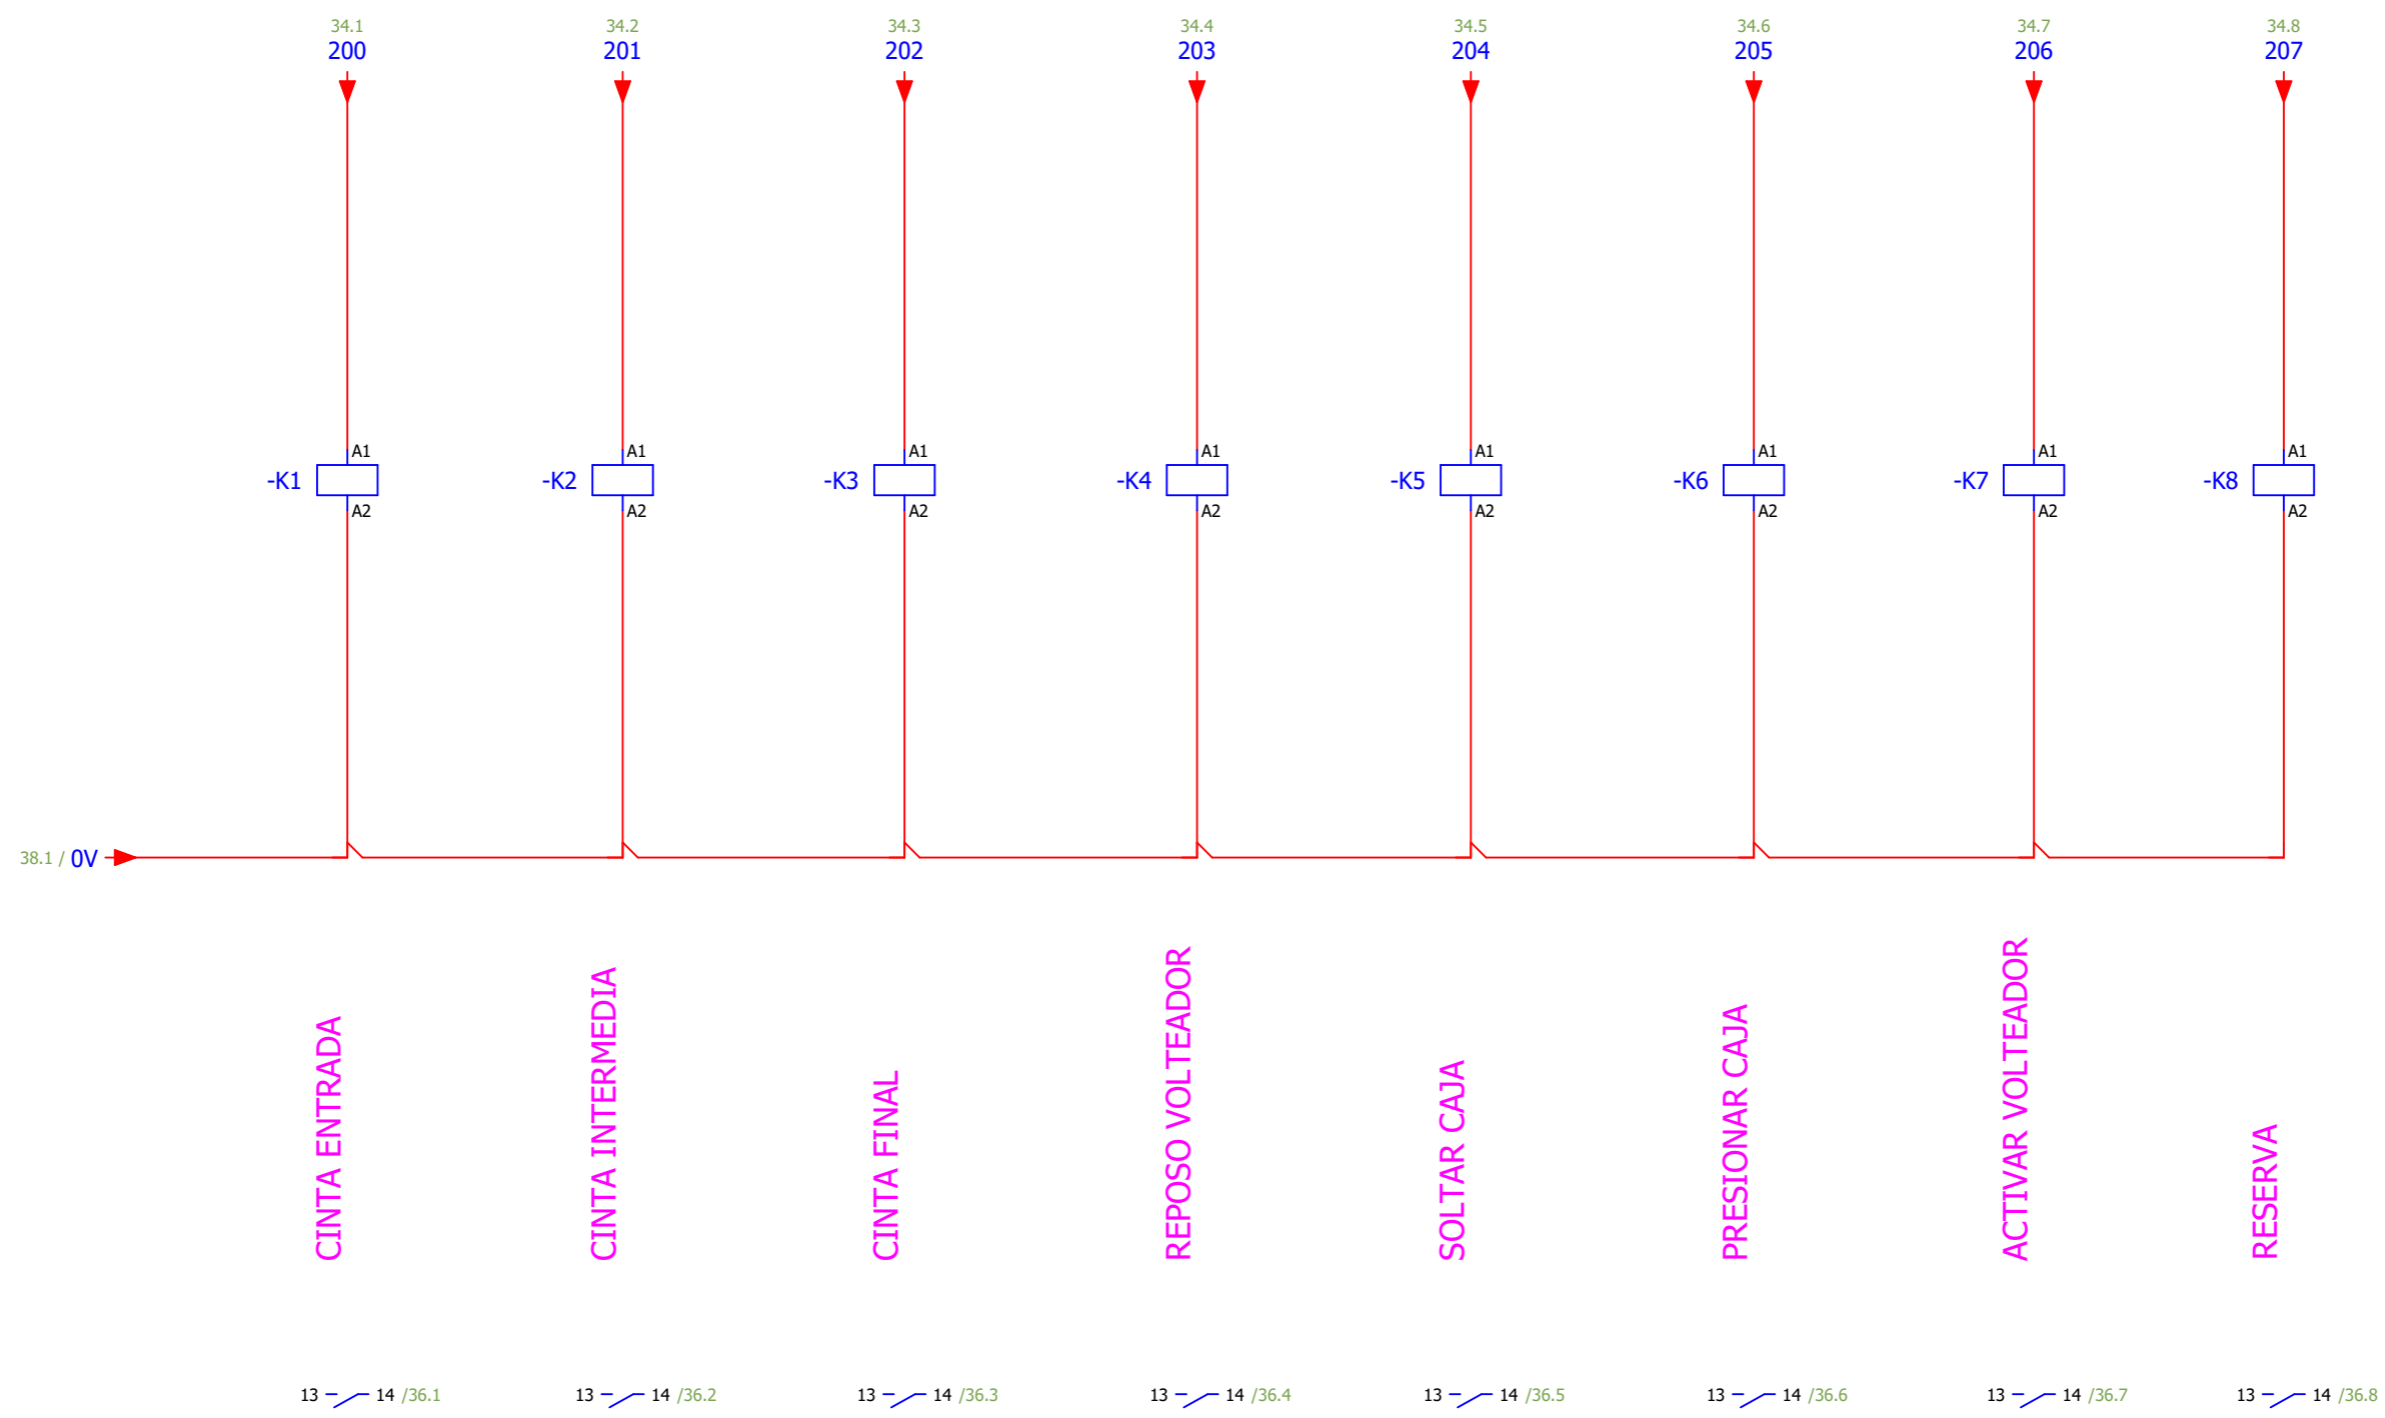 34.1 34.2 34.3 34.4 34.5 34.6 34.7 34.8
200 201 202 203 204 205 206 207
A1 A1 A1 A1 A1 A1 A1 A1
-K1 -K2 -K3 -K4 -K5 -K6 -K7 -K8
A2 A2 A2 A2 A2 A2 A2 A2
38.1 / 0V
CINTA ENTRADA
CINTA INTERMEDIA
CINTA FINAL
REPOSO VOLTEADOR
SOLTAR CAJA
PRESIONAR CAJA
ACTIVAR VOLTEADOR
RESERVA
13 14 /36.1 13 14 /36.2 13 14 /36.3 13 14 /36.4 13 14 /36.5 13 14 /36.6 13 14 /36.7 13 14 /36.8